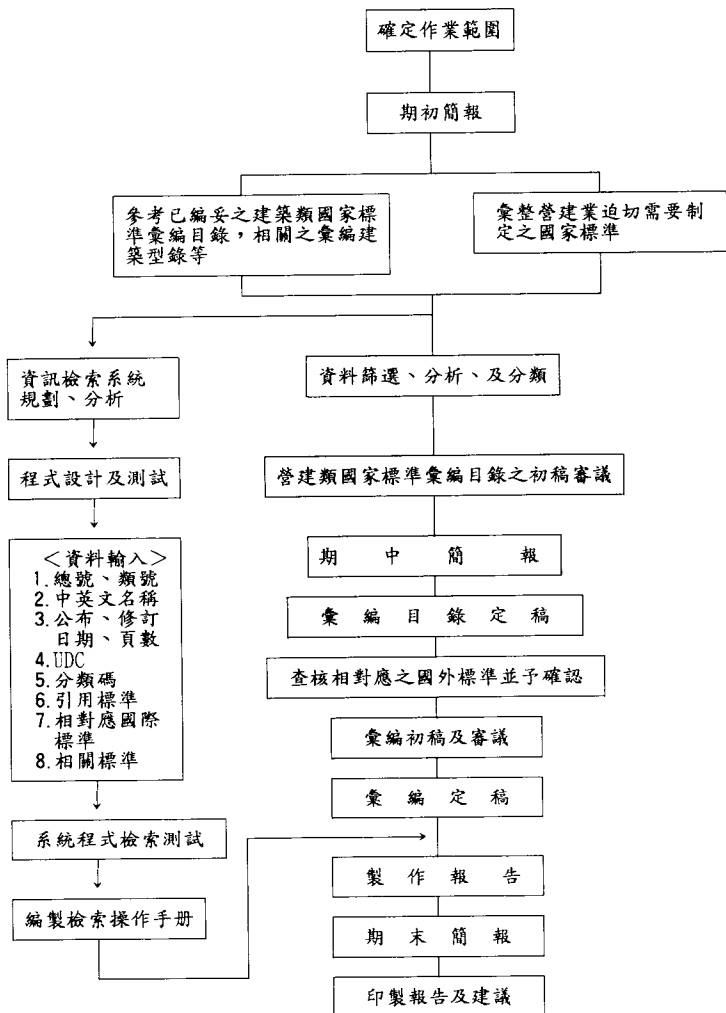 確定作業範圍
期初簡報
參考已編妥之建築類國家標
準彙編目錄，相關之彙編建
築型錄等
彙整營建業迫切需要制
定之國家標準
資訊檢索系統
規劃、分析
程式設計及測試
＜資料輸入＞
1.總號、類號
2.中英文名稱
3.公布、修訂
日期、頁數
4.UDC
5.分類碼
6.引用標準
7.相對應國際
標準
8.相關標準
系統程式檢索測試
編製檢索操作手册
資料篩選、分析、及分類
營建類國家標準彙編目錄之初稿審議
期中簡報
彙編目錄定稿
查核相對應之國外標準並予確認
彙編初稿及審議
彙編定稿
製作報告
期末簡報
印製報告及建議